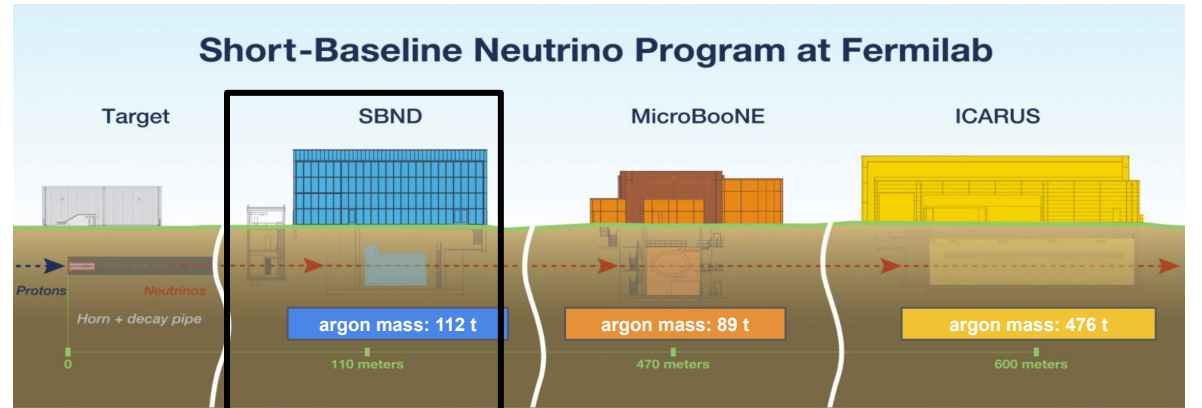 Short-Baseline Neutrino Program at Fermilab
Target
SBND
MicroBooNE
ICARUS
Protons
Neutrinos
Horn + decay pipe
argon mass: 112 t
argon mass: 89 t
argon mass: 476 t
0
110 meters
470 meters
600 meters